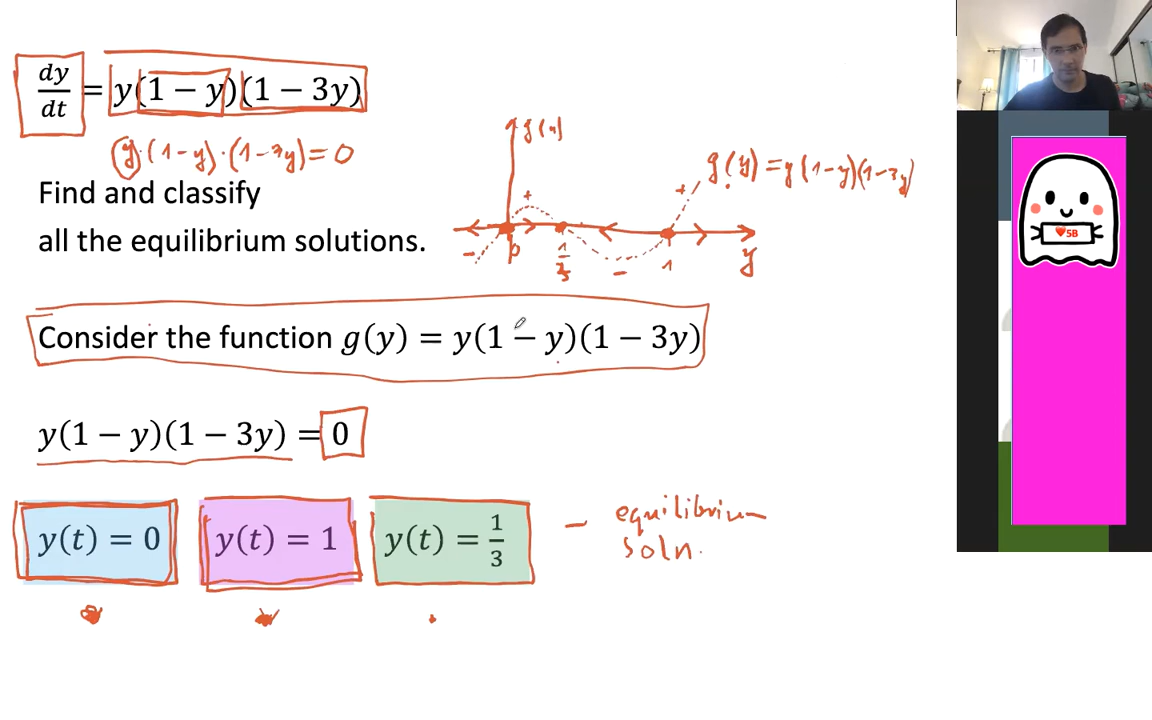 dy/dt = y(1 − y)(1 − 3y)
y·(1-y)·(1-3y)=0
Find and classify
all the equilibrium solutions.
g(y)
g(y)=y(1-y)(1-3y)
+
+
-
-
0
1/3
1
y
Consider the function g(y) = y(1 − y)(1 − 3y)
y(1 − y)(1 − 3y) = 0
y(t) = 0
y(t) = 1
y(t) = 1/3
- equilibrium
soln.
♥SB